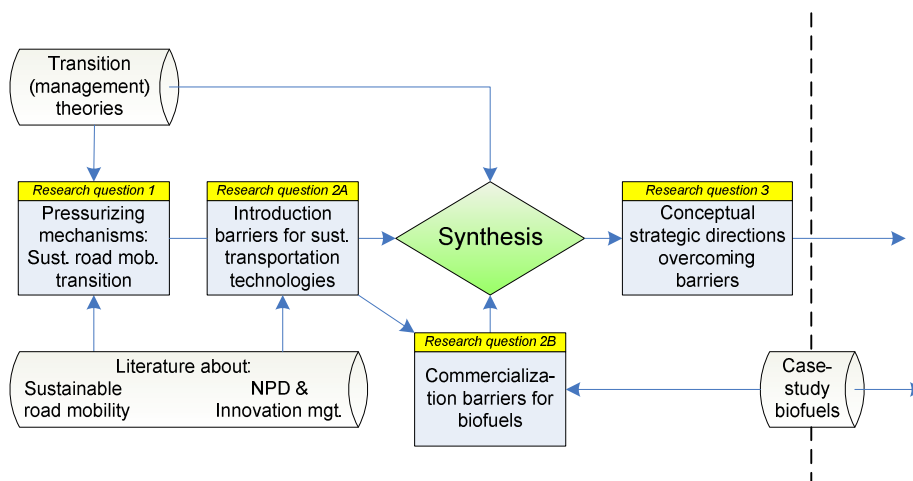 Transition
(management)
theories
Research question 1
Pressurizing
mechanisms:
Sust. road mob.
transition
Research question 2A
Introduction
barriers for sust.
transportation
technologies
Synthesis
Research question 3
Conceptual
strategic directions
overcoming
barriers
Research question 2B
Commercializa-
tion barriers for
biofuels
Literature about:
Sustainable
road mobility
NPD &
Innovation mgt.
Case-
study
biofuels